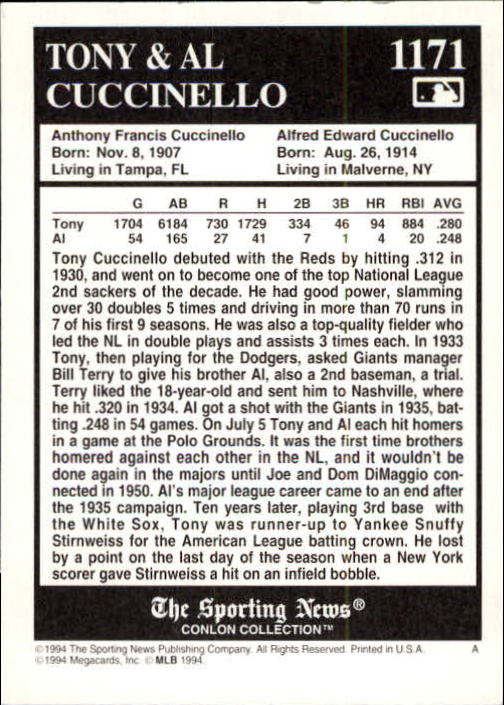 TONY & AL 1171
CUCCINELLO
Anthony Francis Cuccinello Alfred Edward Cuccinello
Born: Nov. 8, 1907 Born: Aug. 26, 1914
Living in Tampa, FL Living in Malverne, NY
G AB R H 2B 3B HR RBI AVG
Tony 1704 6184 730 1729 334 46 94 884 .280
Al 54 165 27 41 7 1 4 20 .248
Tony Cuccinello debuted with the Reds by hitting .312 in
1930, and went on to become one of the top National League
2nd sackers of the decade. He had good power, slamming
over 30 doubles 5 times and driving in more than 70 runs in
7 of his first 9 seasons. He was also a top-quality fielder who
led the NL in double plays and assists 3 times each. In 1933
Tony, then playing for the Dodgers, asked Giants manager
Bill Terry to give his brother Al, also a 2nd baseman, a trial.
Terry liked the 18-year-old and sent him to Nashville, where
he hit .320 in 1934. Al got a shot with the Giants in 1935, bat-
ting .248 in 54 games. On July 5 Tony and Al each hit homers
in a game at the Polo Grounds. It was the first time brothers
homered against each other in the NL, and it wouldn't be
done again in the majors until Joe and Dom DiMaggio con-
nected in 1950. Al's major league career came to an end after
the 1935 campaign. Ten years later, playing 3rd base with
the White Sox, Tony was runner-up to Yankee Snuffy
Stirnweiss for the American League batting crown. He lost
by a point on the last day of the season when a New York
scorer gave Stirnweiss a hit on an infield bobble.
The Sporting News®
CONLON COLLECTION™
©1994 The Sporting News Publishing Company. All Rights Reserved. Printed in U.S.A. A
©1994 Megacards, Inc. © MLB 1994